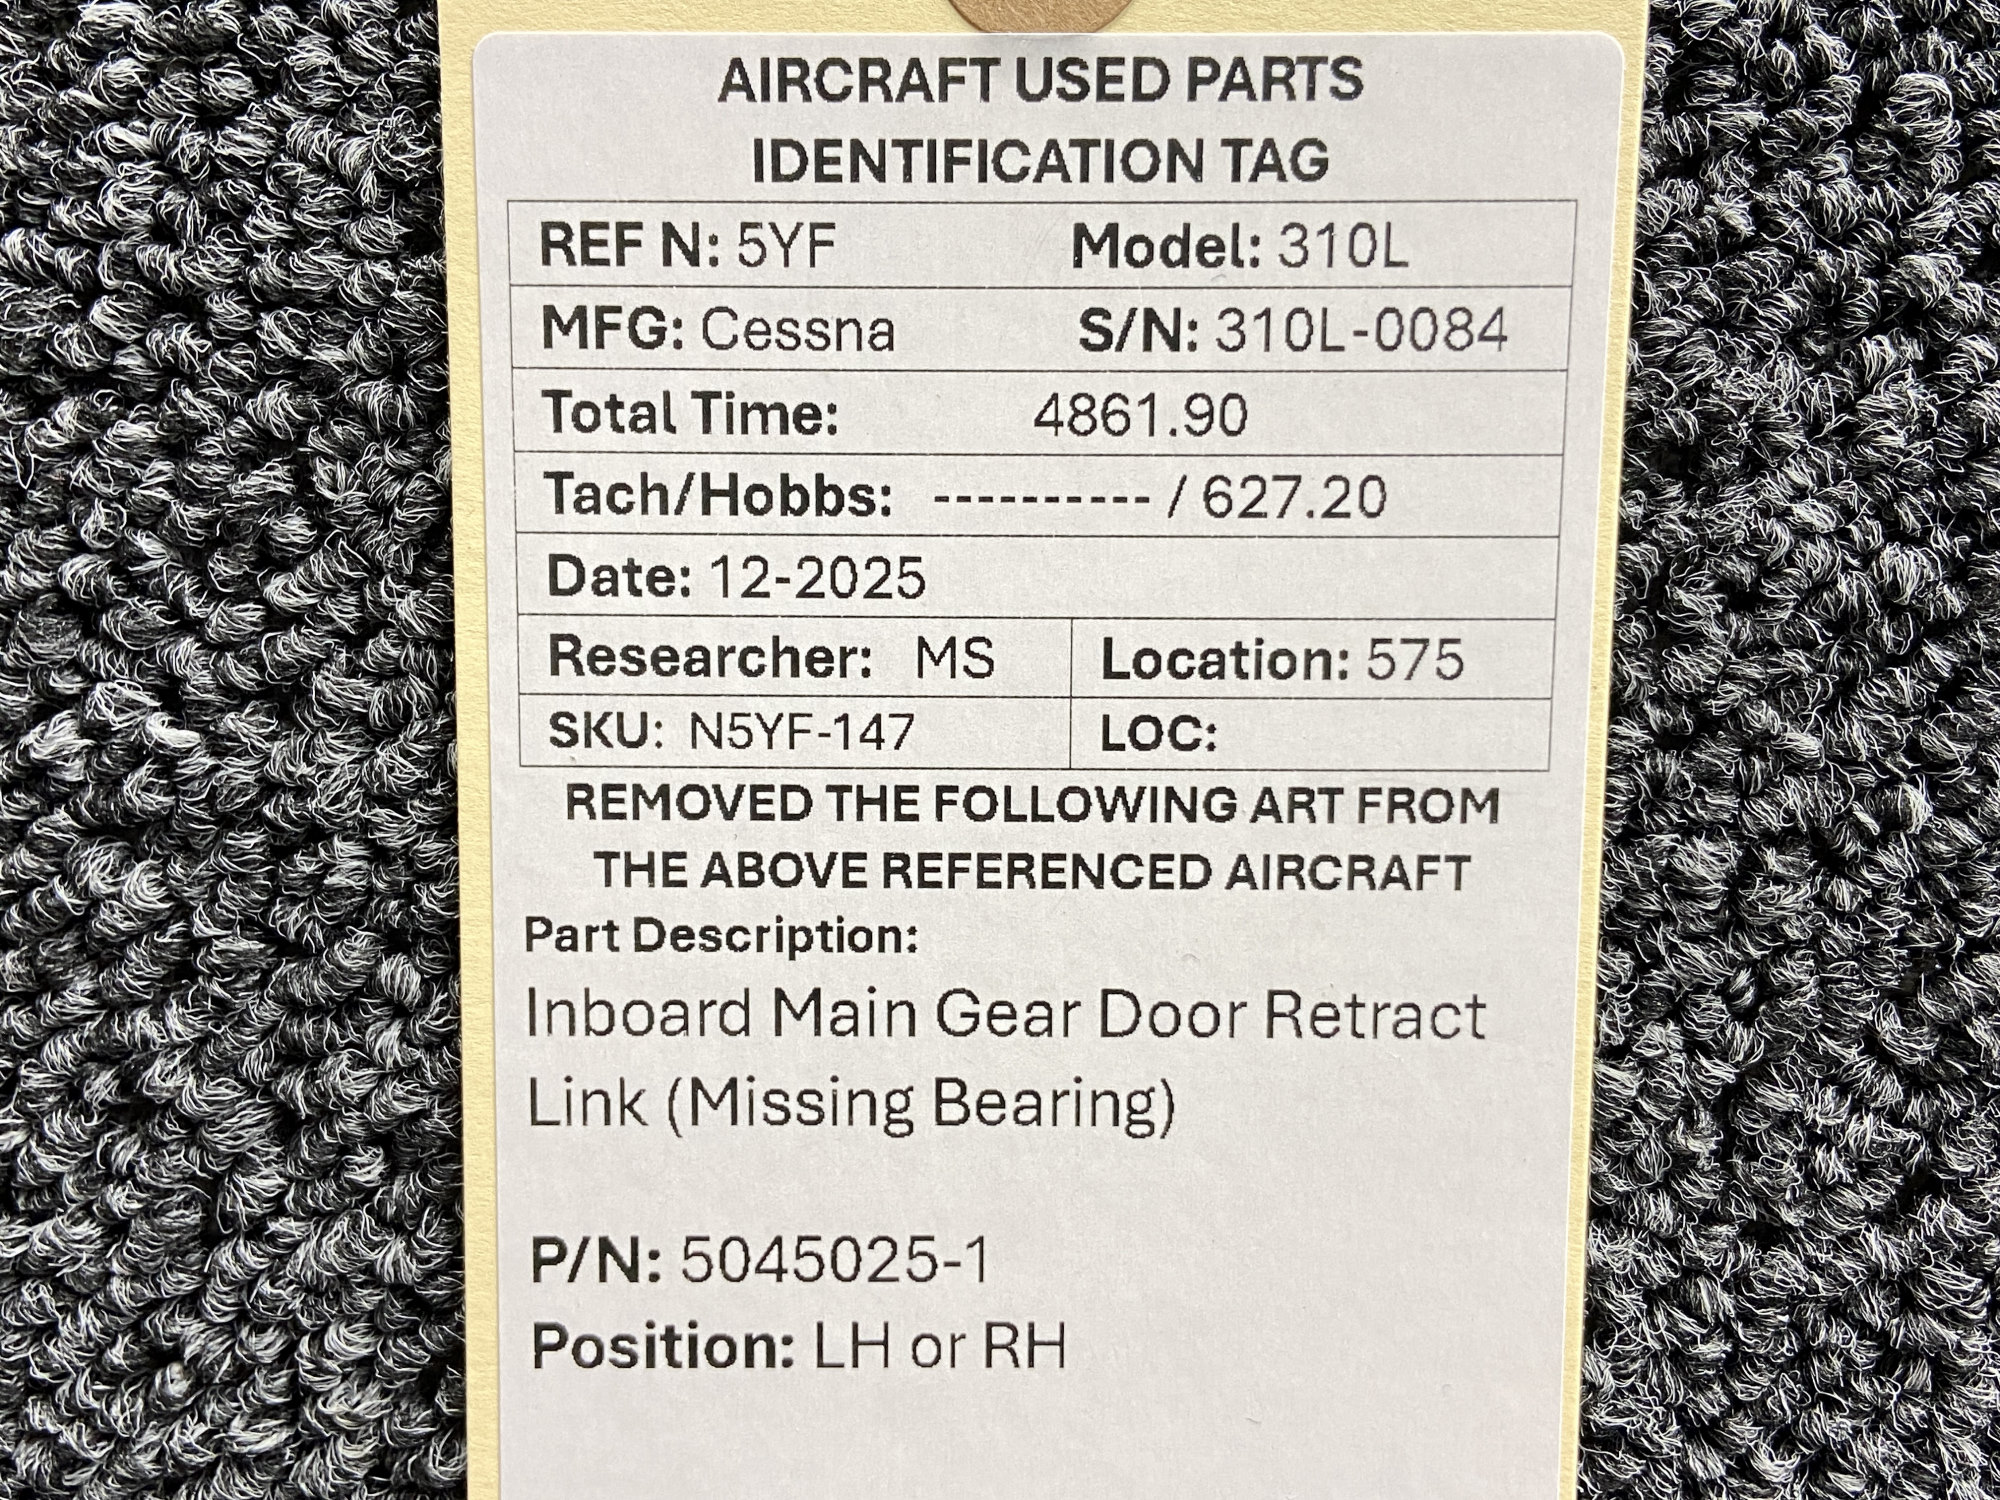 AIRCRAFT USED PARTS
IDENTIFICATION TAG
REF N: 5YF Model: 310L
MFG: Cessna S/N: 310L-0084
Total Time: 4861.90
Tach/Hobbs: ---------- / 627.20
Date: 12-2025
Researcher: MS Location: 575
SKU: N5YF-147 LOC:
REMOVED THE FOLLOWING ART FROM
THE ABOVE REFERENCED AIRCRAFT
Part Description:
Inboard Main Gear Door Retract
Link (Missing Bearing)
P/N: 5045025-1
Position: LH or RH